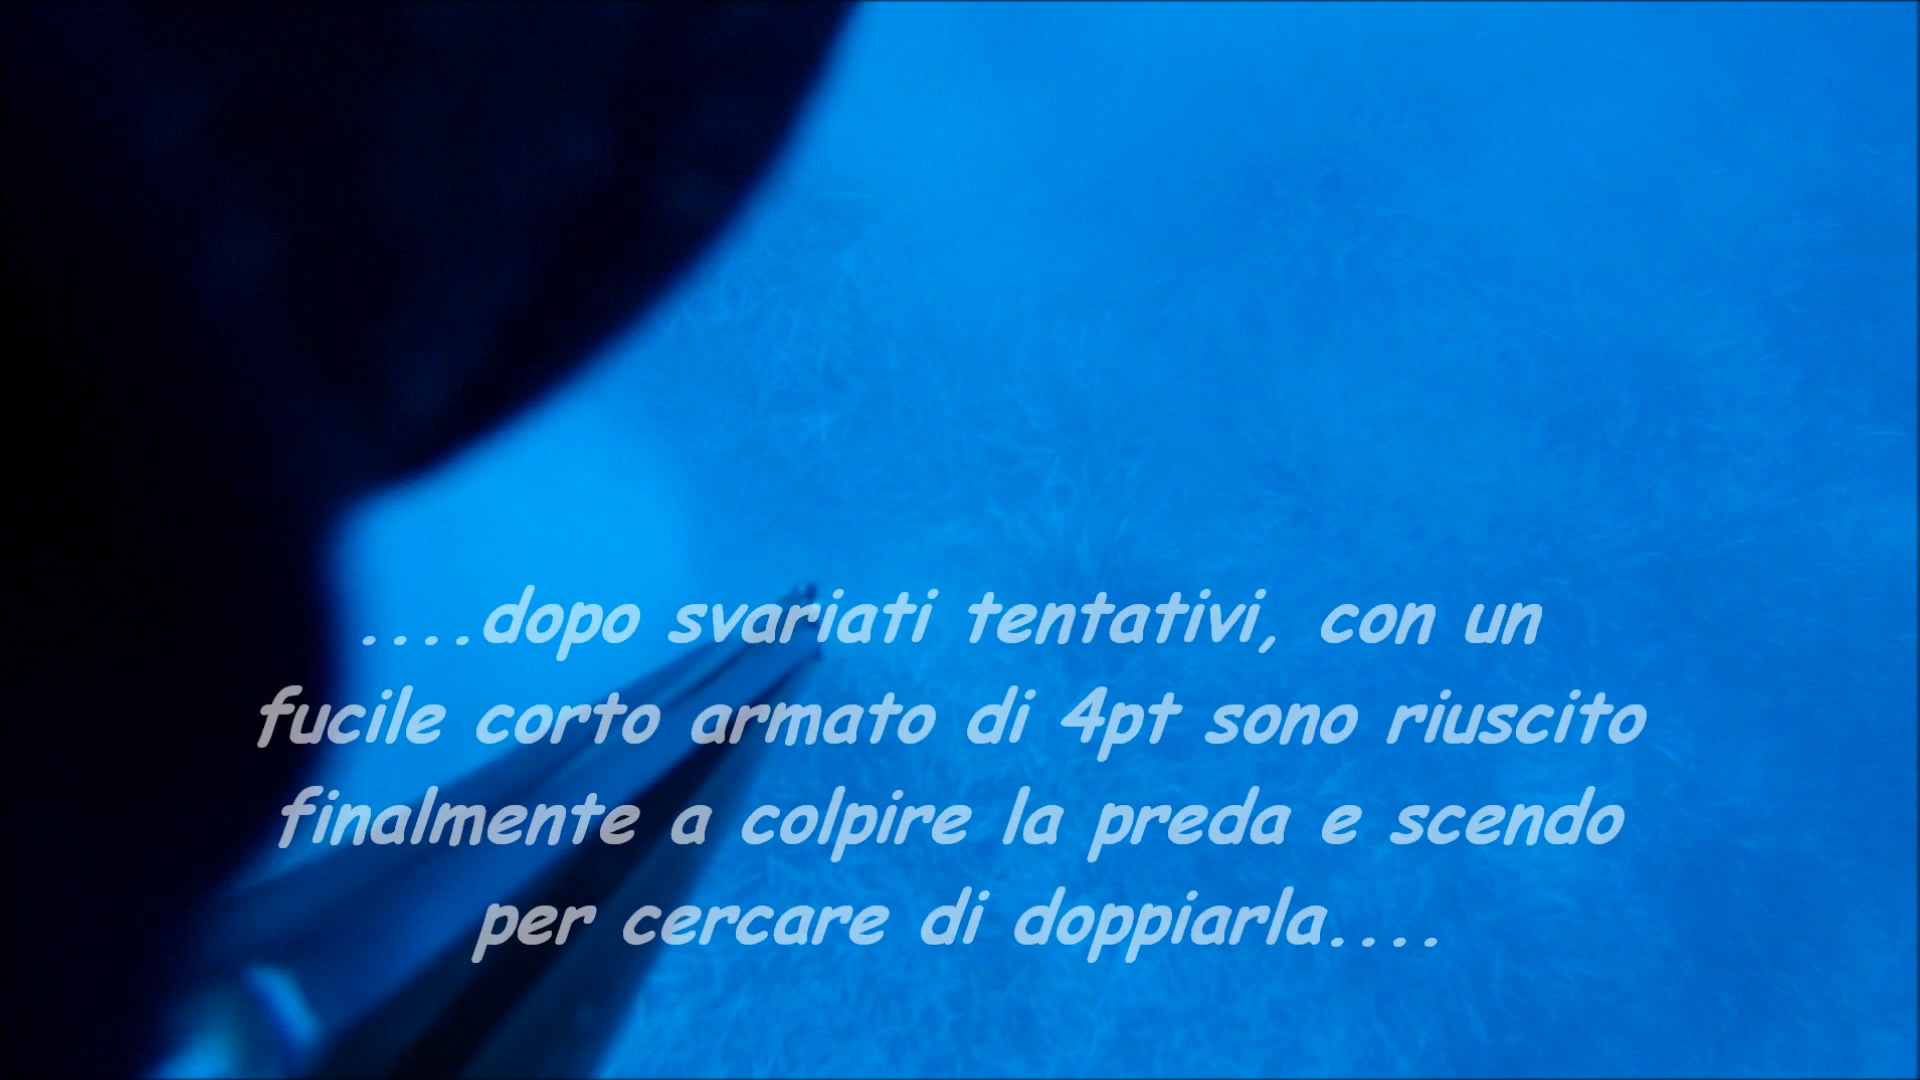 ....dopo svariati tentativi, con un
fucile corto armato di 4pt sono riuscito
finalmente a colpire la preda e scendo
per cercare di doppiarla....